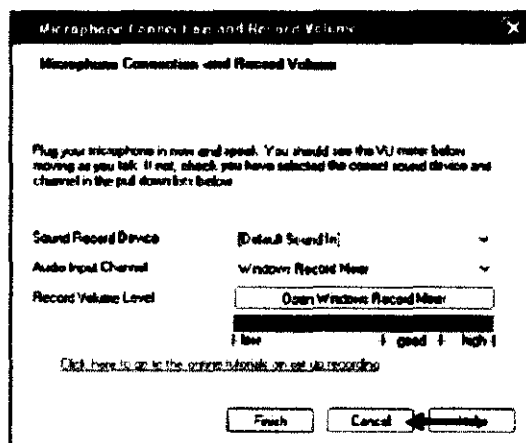 Microphone Connection and Record Volume
Microphone Connection and Record Volume
Plug your microphone in now and speak. You should see the VU meter below
moving as you talk. If not, check you have selected the correct sound device and
channel in the pull down lists below
Sound Record Device [Default Sound In]
Audio Input Channel Windows Record Mixer
Record Volume Level Open Windows Record Mixer
low good high
Click here to go to the online tutorials on set up recording
Finish Cancel